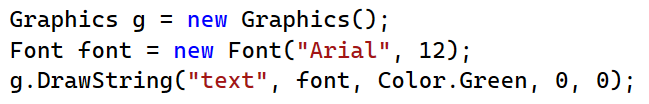 Graphics g = new Graphics();
Font font = new Font("Arial", 12);
g.DrawString("text", font, Color.Green, 0, 0);